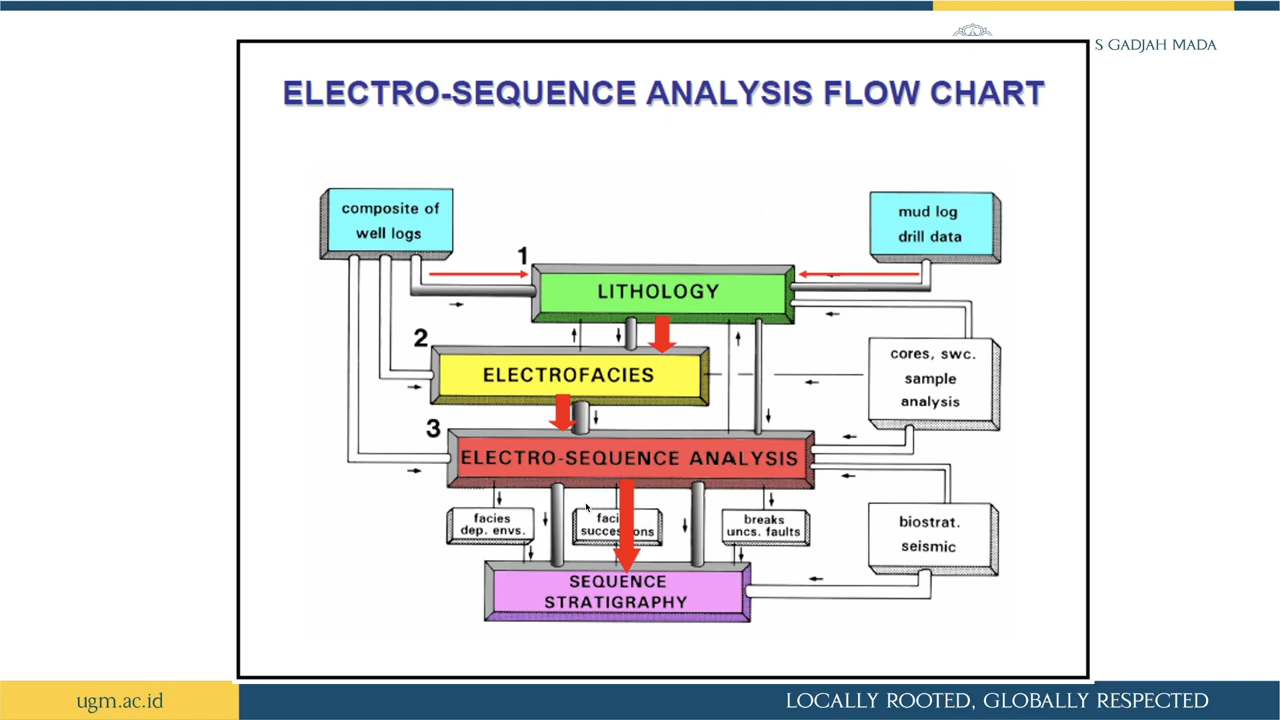 S GADJAH MADA
ELECTRO-SEQUENCE ANALYSIS FLOW CHART
composite of
well logs
mud log
drill data
1
LITHOLOGY
2
ELECTROFACIES
cores, swc.
sample
analysis
3
ELECTRO-SEQUENCE ANALYSIS
facies
dep. envs.
breaks
uncs. faults
biostrat.
seismic
SEQUENCE
STRATIGRAPHY
ugm.ac.id
LOCALLY ROOTED, GLOBALLY RESPECTED